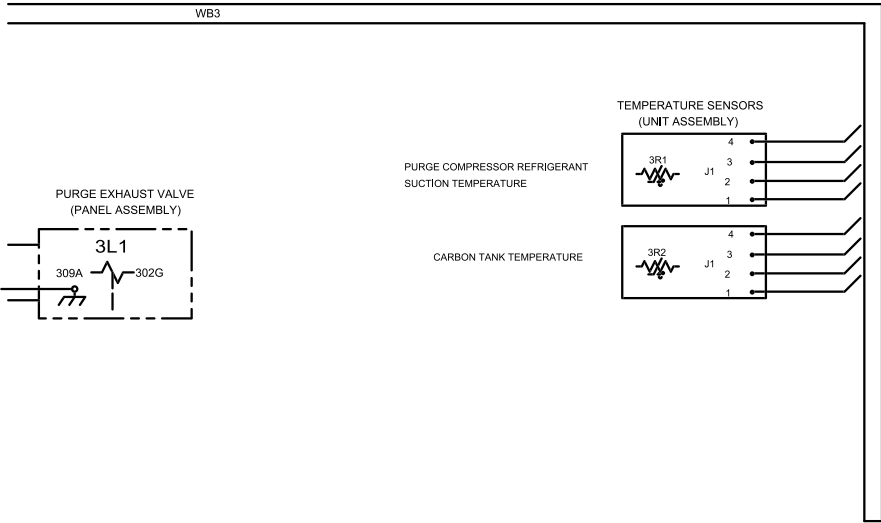 WB3
TEMPERATURE SENSORS
(UNIT ASSEMBLY)
4
3R1
3
J1
2
1
PURGE COMPRESSOR REFRIGERANT
SUCTION TEMPERATURE
PURGE EXHAUST VALVE
(PANEL ASSEMBLY)
3L1
309A
302G
CARBON TANK TEMPERATURE
4
3R2
3
J1
2
1